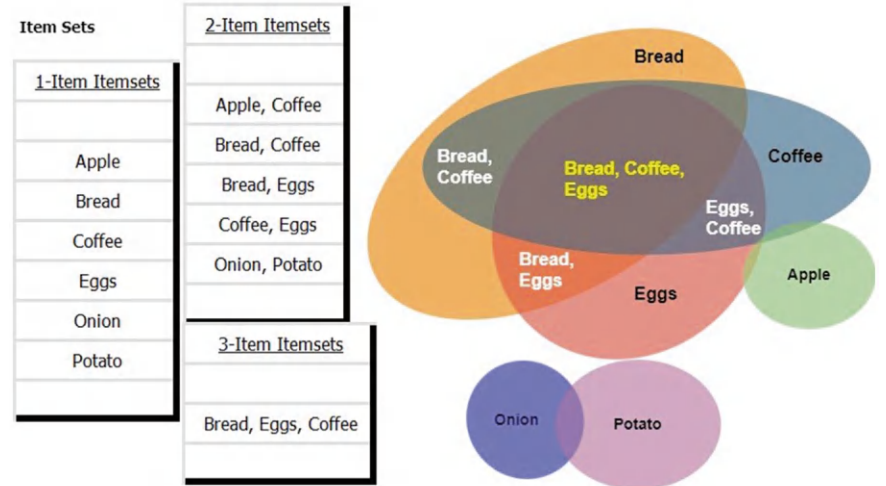 Item Sets
1-Item Itemsets
Apple
Bread
Coffee
Eggs
Onion
Potato
2-Item Itemsets
Apple, Coffee
Bread, Coffee
Bread, Eggs
Coffee, Eggs
Onion, Potato
3-Item Itemsets
Bread, Eggs, Coffee
Bread
Bread,
Coffee
Bread, Coffee,
Eggs
Coffee
Eggs,
Coffee
Bread,
Eggs
Eggs
Apple
Onion
Potato